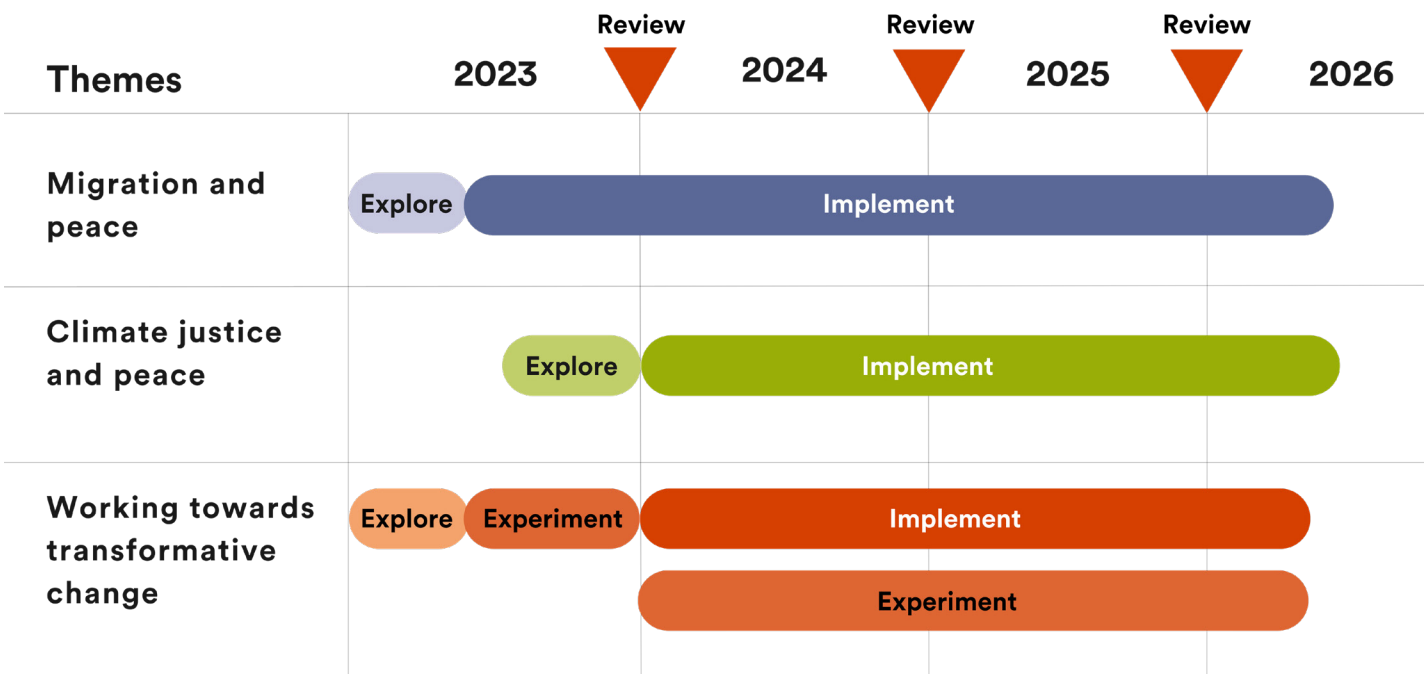 Review Review Review
Themes 2023 2024 2025 2026
Migration and
peace
Explore Implement
Climate justice
and peace
Explore Implement
Working towards
transformative
change
Explore Experiment Implement
Experiment